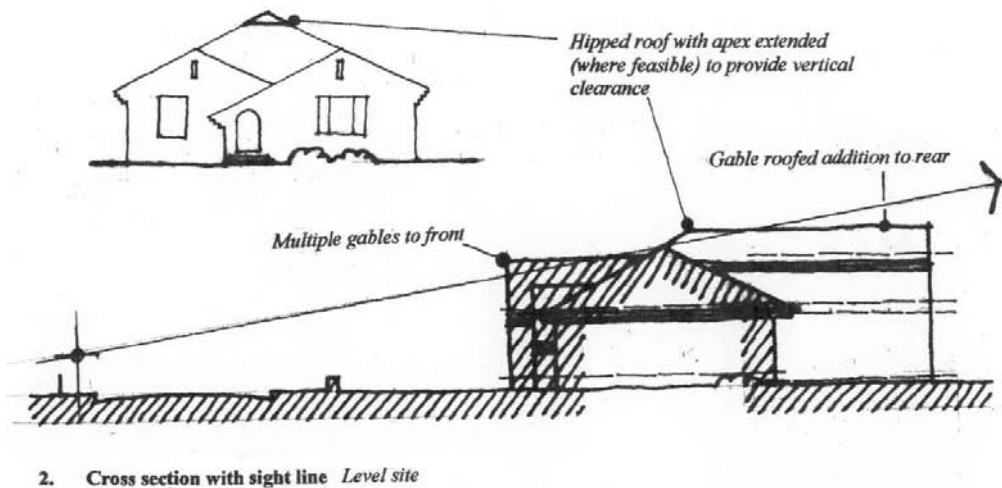 Hipped roof with apex extended
(where feasible) to provide vertical
clearance
Gable roofed addition to rear
Multiple gables to front
2. Cross section with sight line Level site